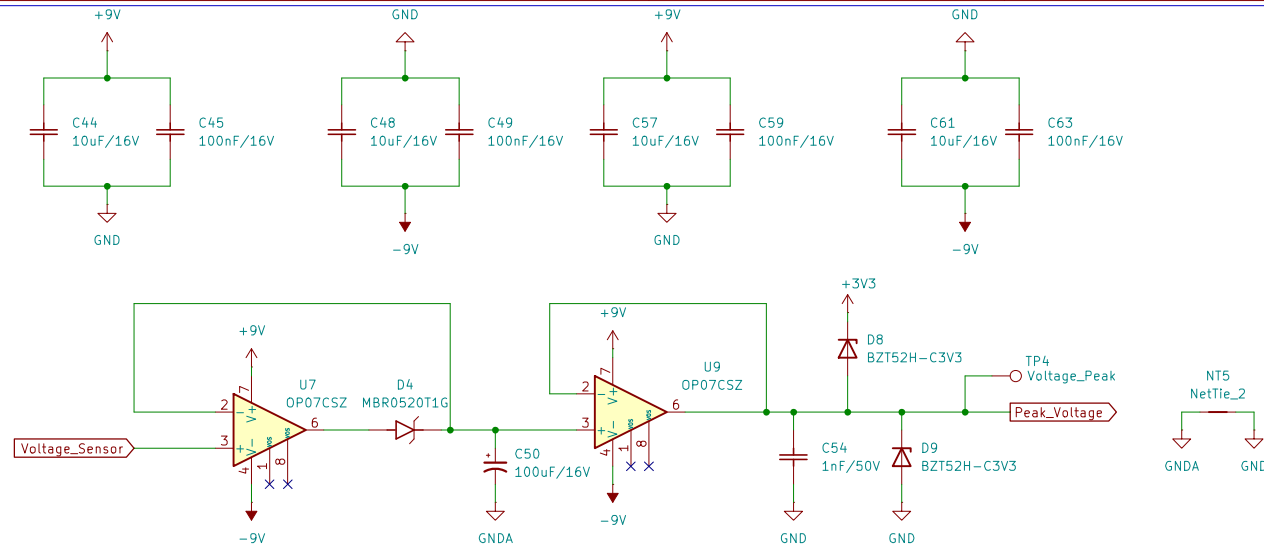 +9V
GND
+9V
GND
C44
10uF/16V
C45
100nF/16V
C48
10uF/16V
C49
100nF/16V
C57
10uF/16V
C59
100nF/16V
C61
10uF/16V
C63
100nF/16V
GND
-9V
GND
-9V
+9V
U7
OP07CSZ
D4
MBR0520T1G
2
3
7
4
6
1
8
V+
V-
VOS
VOS
Voltage_Sensor
-9V
C50
100uF/16V
GNDA
+9V
U9
OP07CSZ
2
3
7
4
6
1
8
V+
V-
VOS
VOS
-9V
+3V3
D8
BZT52H-C3V3
TP4
Voltage_Peak
Peak_Voltage
C54
1nF/50V
GND
D9
BZT52H-C3V3
GND
NT5
NetTie_2
GNDA
GND